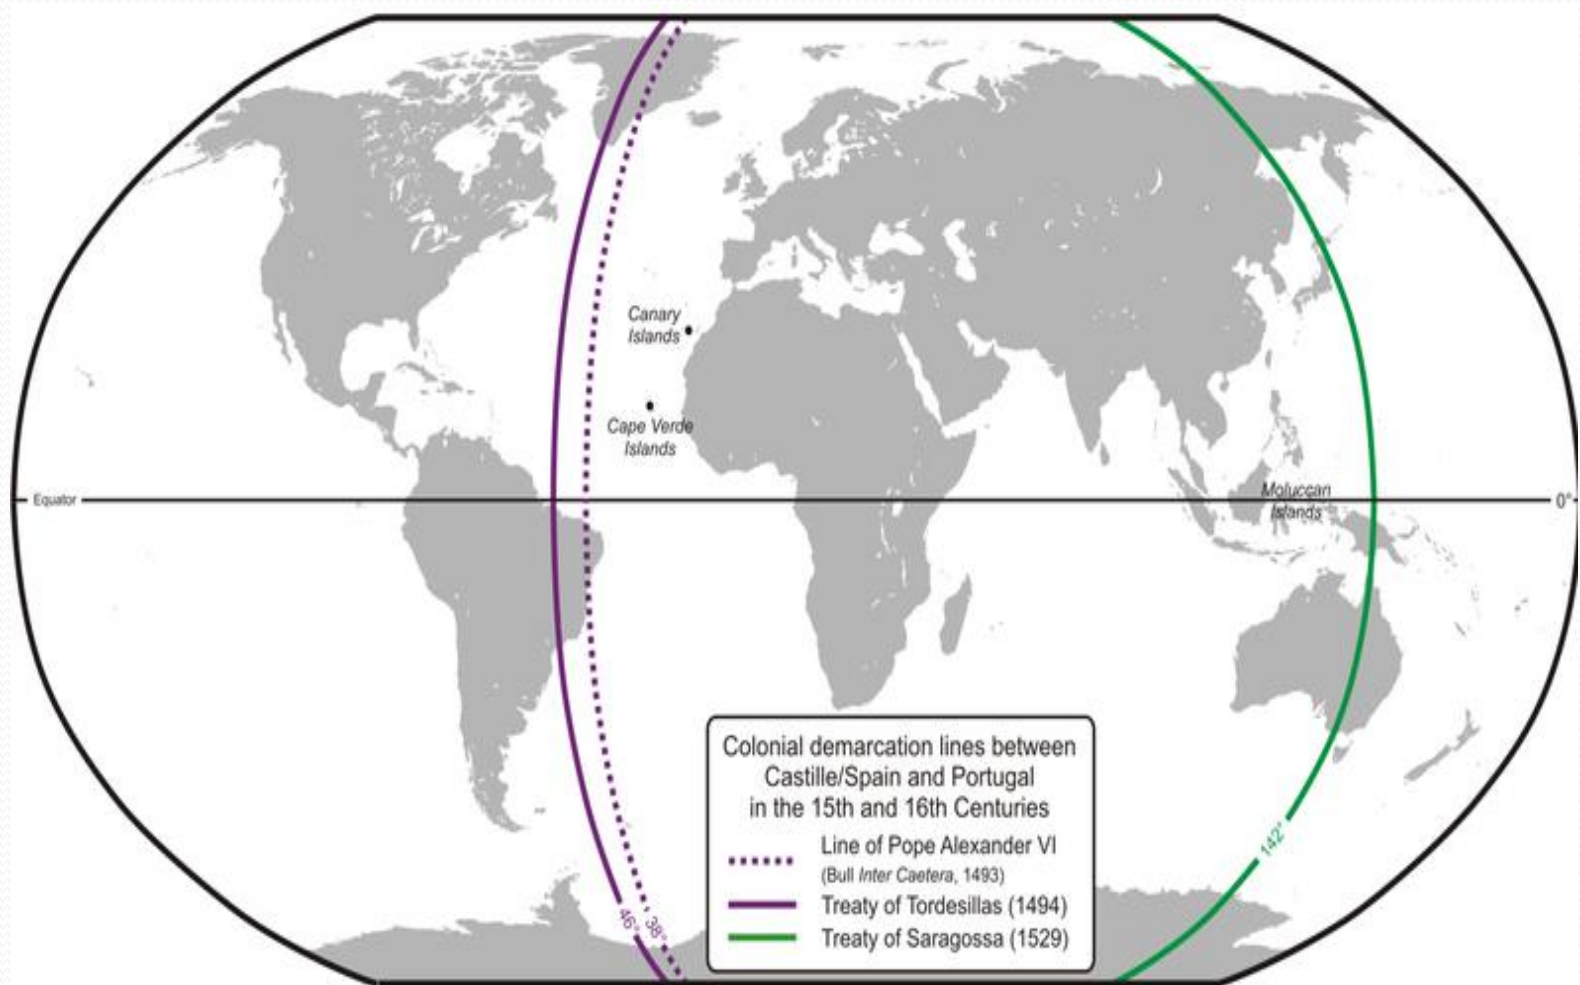 Canary
Islands
Cape Verde
Islands
Equator
Moluccan
Islands
0°
Colonial demarcation lines between
Castille/Spain and Portugal
in the 15th and 16th Centuries
Line of Pope Alexander VI
(Bull Inter Caetera, 1493)
Treaty of Tordesillas (1494)
Treaty of Saragossa (1529)
142°
46°
38°